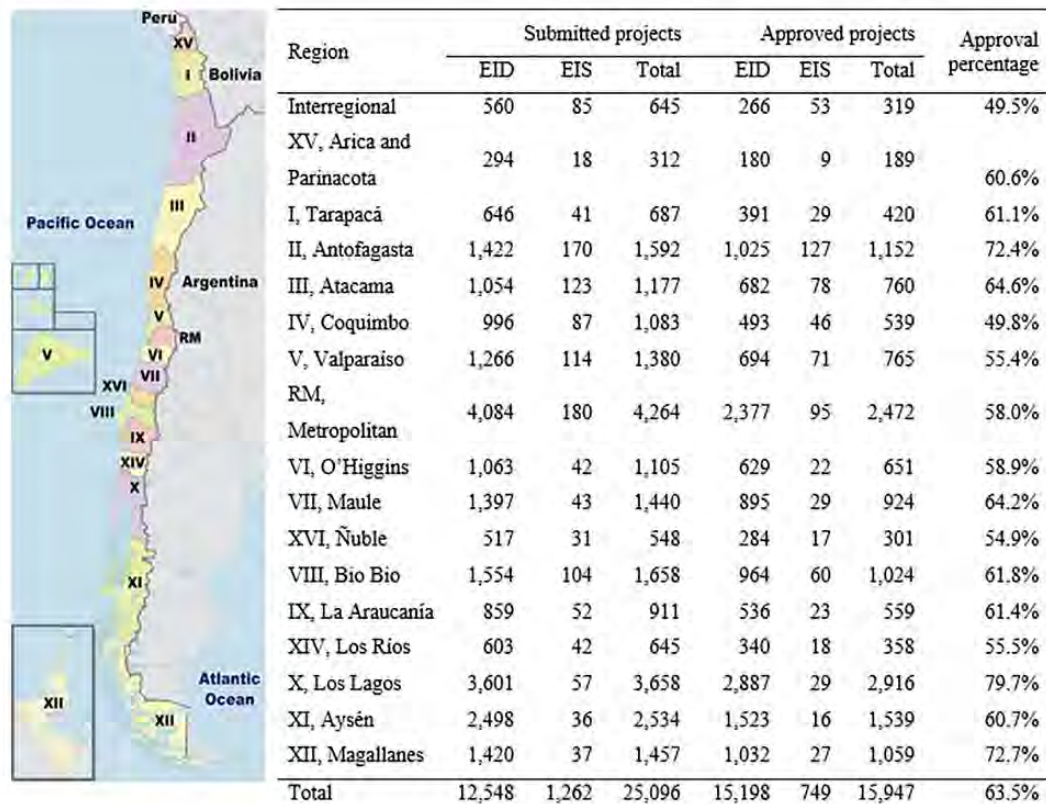 Peru
XV
I
Bolivia
II
III
Pacific Ocean
IV
Argentina
V
RM
V
VI
VII
XVI
VIII
IX
XIV
X
XI
Atlantic
Ocean
XII
XII
Region Submitted projects Approved projects Approval percentage
EID EIS Total EID EIS Total
Interregional 560 85 645 266 53 319 49.5%
XV, Arica and
Parinacota 294 18 312 180 9 189 60.6%
I, Tarapacá 646 41 687 391 29 420 61.1%
II, Antofagasta 1,422 170 1,592 1,025 127 1,152 72.4%
III, Atacama 1,054 123 1,177 682 78 760 64.6%
IV, Coquimbo 996 87 1,083 493 46 539 49.8%
V, Valparaíso 1,266 114 1,380 694 71 765 55.4%
RM,
Metropolitan 4,084 180 4,264 2,377 95 2,472 58.0%
VI, O'Higgins 1,063 42 1,105 629 22 651 58.9%
VII, Maule 1,397 43 1,440 895 29 924 64.2%
XVI, Ñuble 517 31 548 284 17 301 54.9%
VIII, Bio Bio 1,554 104 1,658 964 60 1,024 61.8%
IX, La Araucanía 859 52 911 536 23 559 61.4%
XIV, Los Ríos 603 42 645 340 18 358 55.5%
X, Los Lagos 3,601 57 3,658 2,887 29 2,916 79.7%
XI, Aysén 2,498 36 2,534 1,523 16 1,539 60.7%
XII, Magallanes 1,420 37 1,457 1,032 27 1,059 72.7%
Total 12,548 1,262 25,096 15,198 749 15,947 63.5%